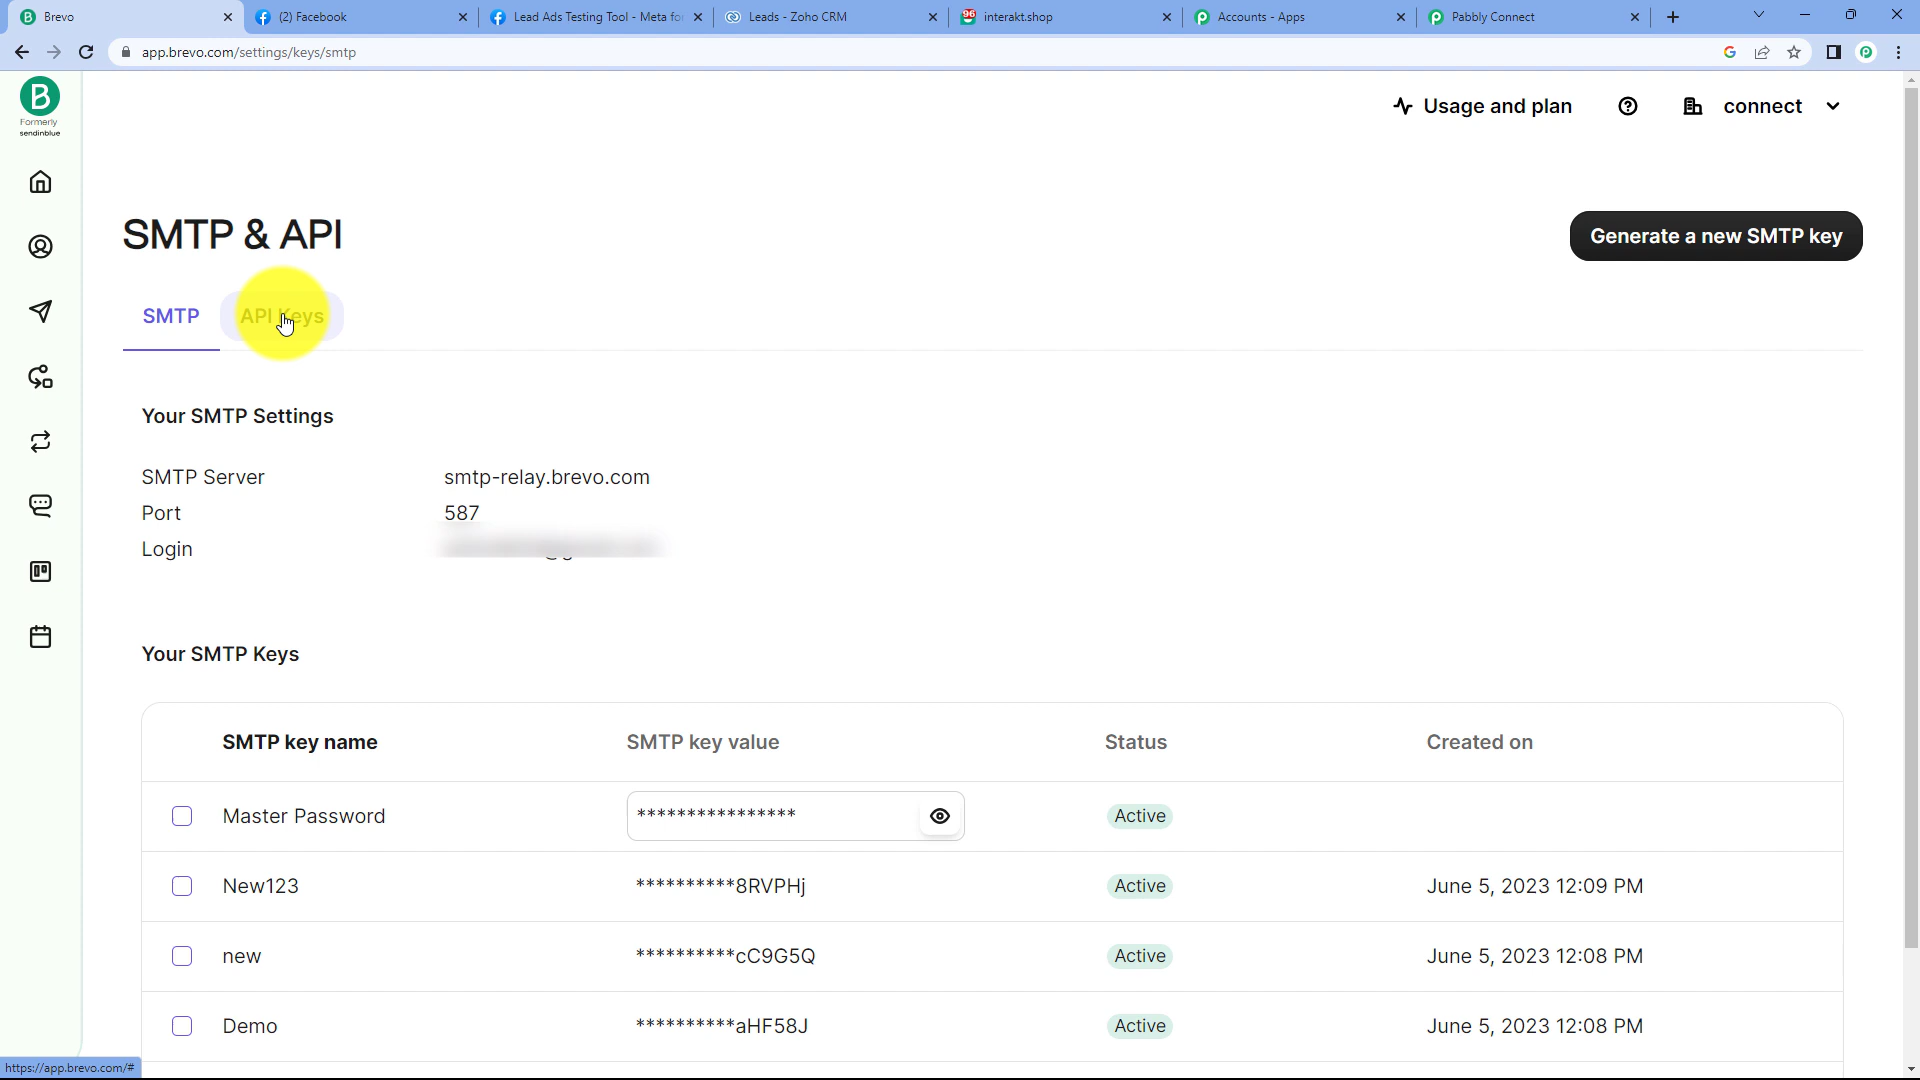 Brevo
(2) Facebook
Lead Ads Testing Tool - Meta fo
Leads - Zoho CRM
interakt.shop
Accounts - Apps
Pabbly Connect
app.brevo.com/settings/keys/smtp
Formerly
sendinblue
Usage and plan
connect
SMTP & API
Generate a new SMTP key
SMTP
API Keys
Your SMTP Settings
SMTP Server smtp-relay.brevo.com
Port 587
Login
Your SMTP Keys
SMTP key name SMTP key value Status Created on
Master Password **************** Active
New123 **********8RVPHj Active June 5, 2023 12:09 PM
new **********cC9G5Q Active June 5, 2023 12:08 PM
Demo **********aHF58J Active June 5, 2023 12:08 PM
https://app.brevo.com/#